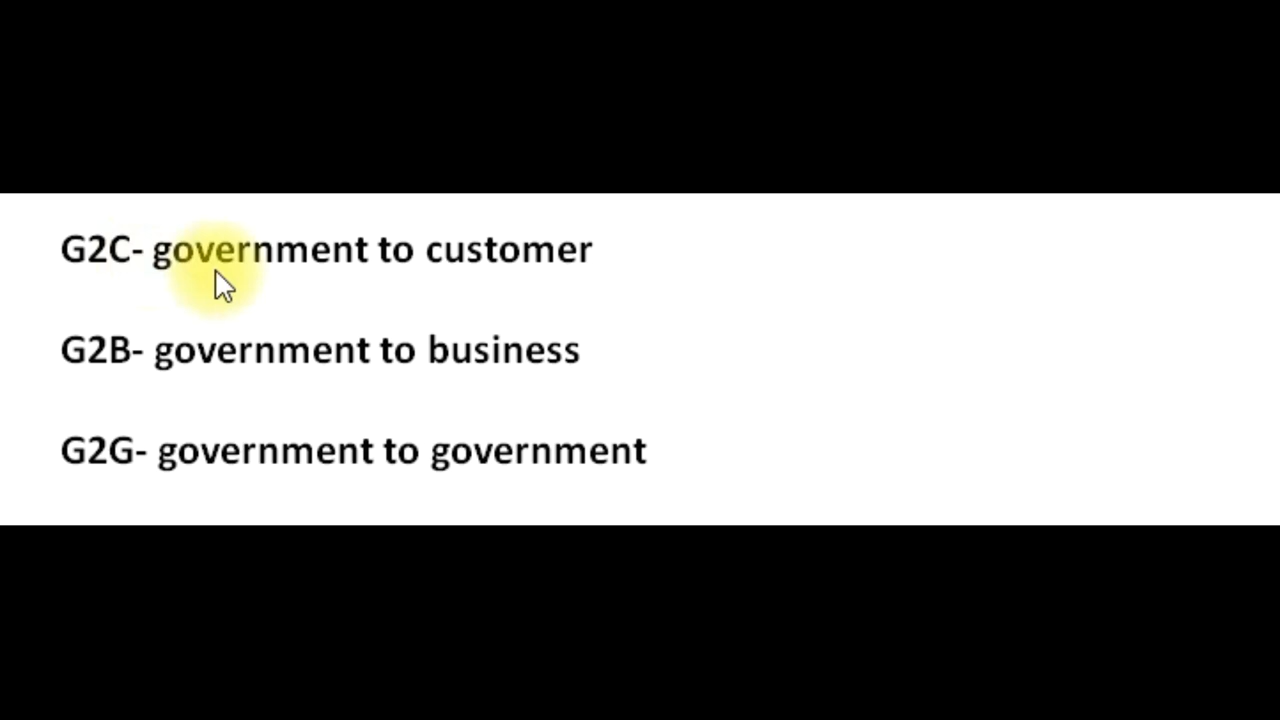 G2C- government to customer
G2B- government to business
G2G- government to government